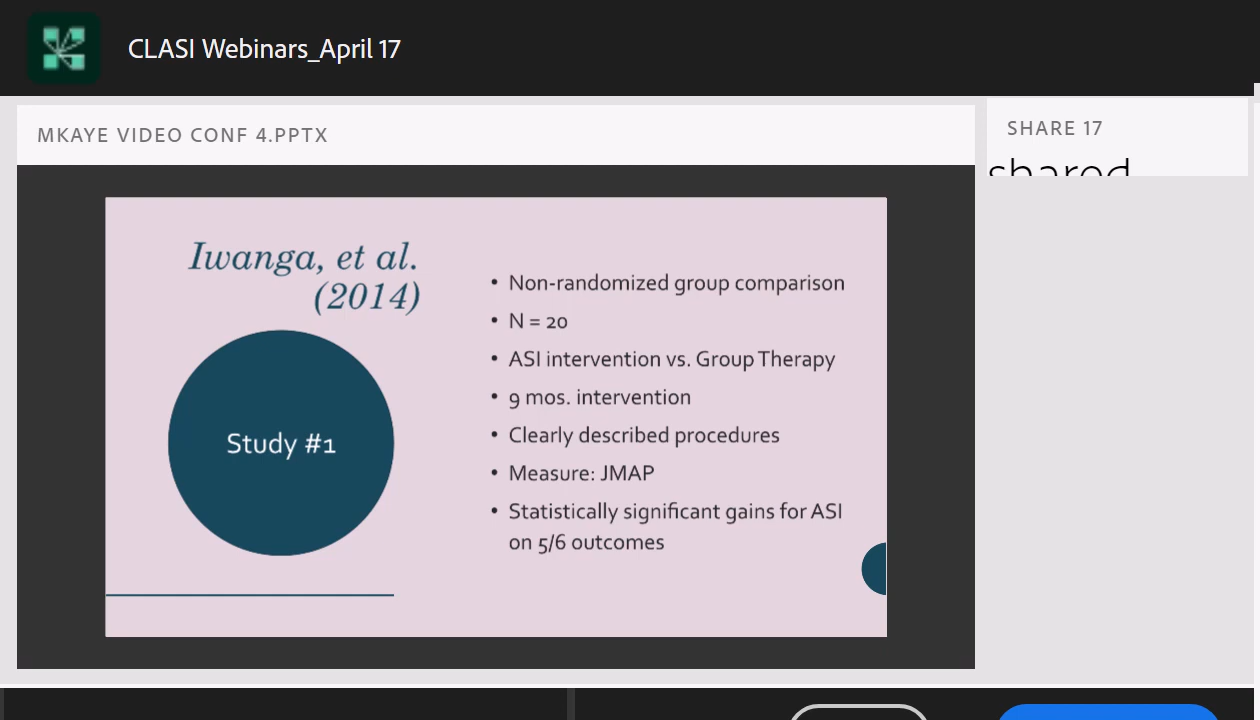 CLASI Webinars_April 17
MKAYE VIDEO CONF 4.PPTX
SHARE 17
shared
Iwanga, et al.
(2014)
Study #1
• Non-randomized group comparison
• N = 20
• ASI intervention vs. Group Therapy
• 9 mos. intervention
• Clearly described procedures
• Measure: JMAP
• Statistically significant gains for ASI
on 5/6 outcomes